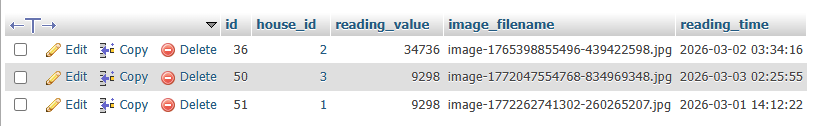 id house_id reading_value image_filename reading_time
Edit Copy Delete 36 2 34736 image-1765398855496-439422598.jpg 2026-03-02 03:34:16
Edit Copy Delete 50 3 9298 image-1772047554768-834969348.jpg 2026-03-03 02:25:55
Edit Copy Delete 51 1 9298 image-1772262741302-260265207.jpg 2026-03-01 14:12:22